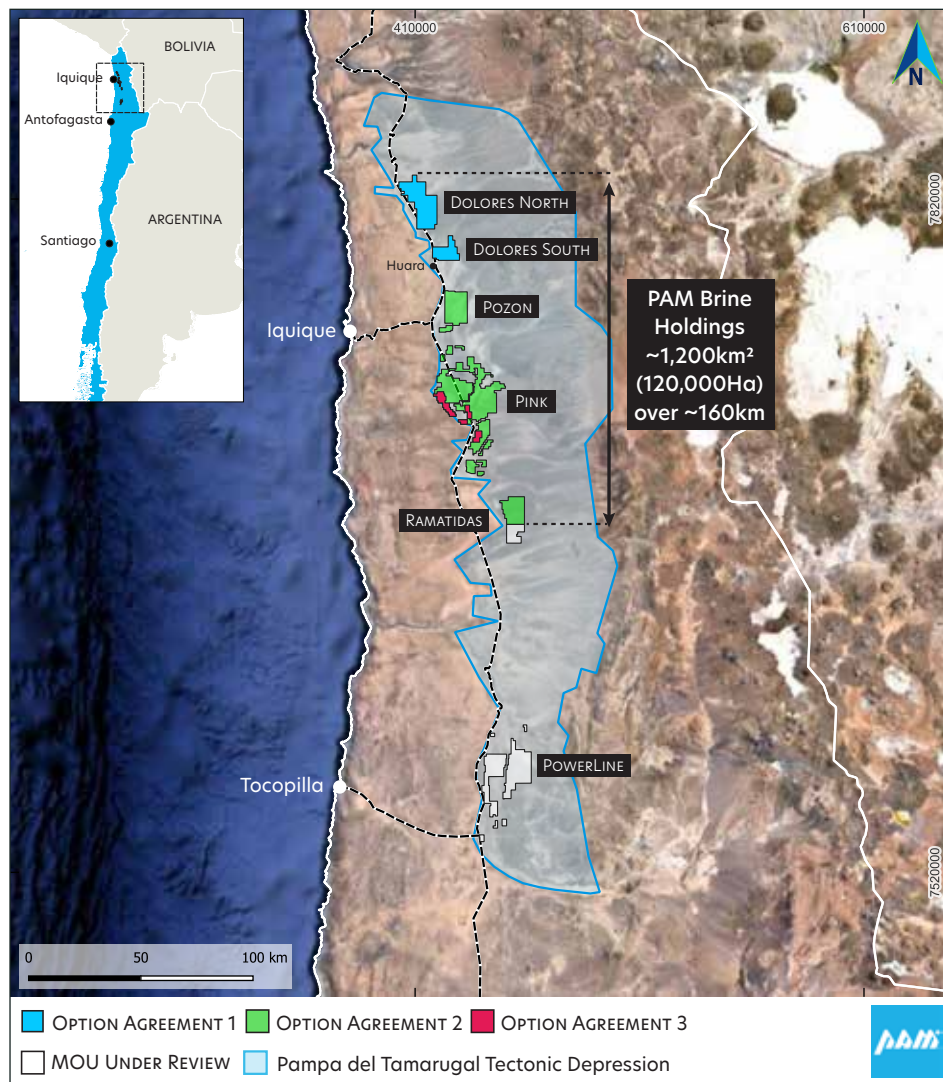 410000
610000
BOLIVIA
Iquique
Antofagasta
ARGENTINA
Santiago
N
7820000
DOLORES NORTH
DOLORES SOUTH
Huara
POZON
Iquique
PAM Brine
Holdings
~1,200km²
(120,000Ha)
over ~160km
PINK
RAMATIDAS
POWERLINE
Tocopilla
7520000
0 50 100 km
OPTION AGREEMENT 1 OPTION AGREEMENT 2 OPTION AGREEMENT 3
MOU UNDER REVIEW Pampa del Tamarugal Tectonic Depression
pam